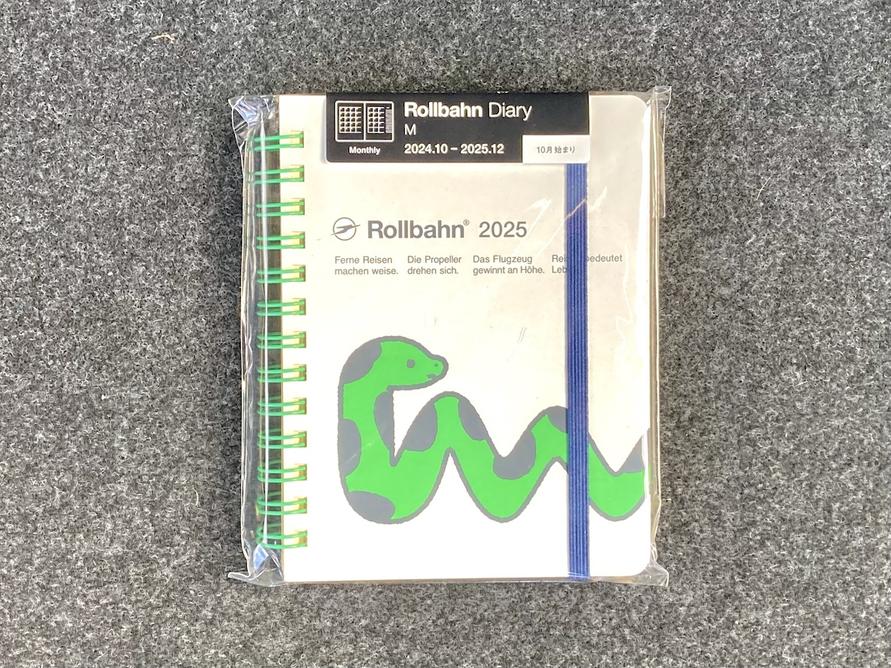 Rollbahn Diary
M
Monthly
2024.10 – 2025.12
10月始まり
Rollbahn® 2025
Ferne Reisen
machen weise.
Die Propeller
drehen sich.
Das Flugzeug
gewinnt an Höhe.
bedeutet